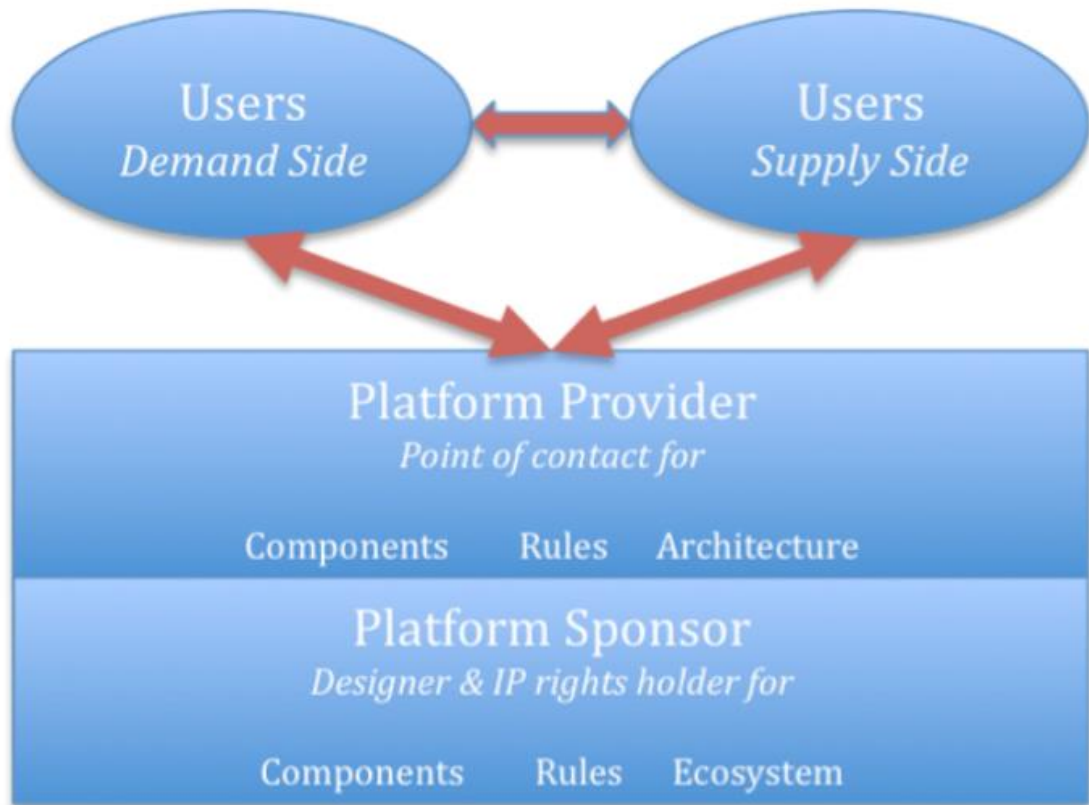 Users
Demand Side
Users
Supply Side
Platform Provider
Point of contact for
Components Rules Architecture
Platform Sponsor
Designer & IP rights holder for
Components Rules Ecosystem